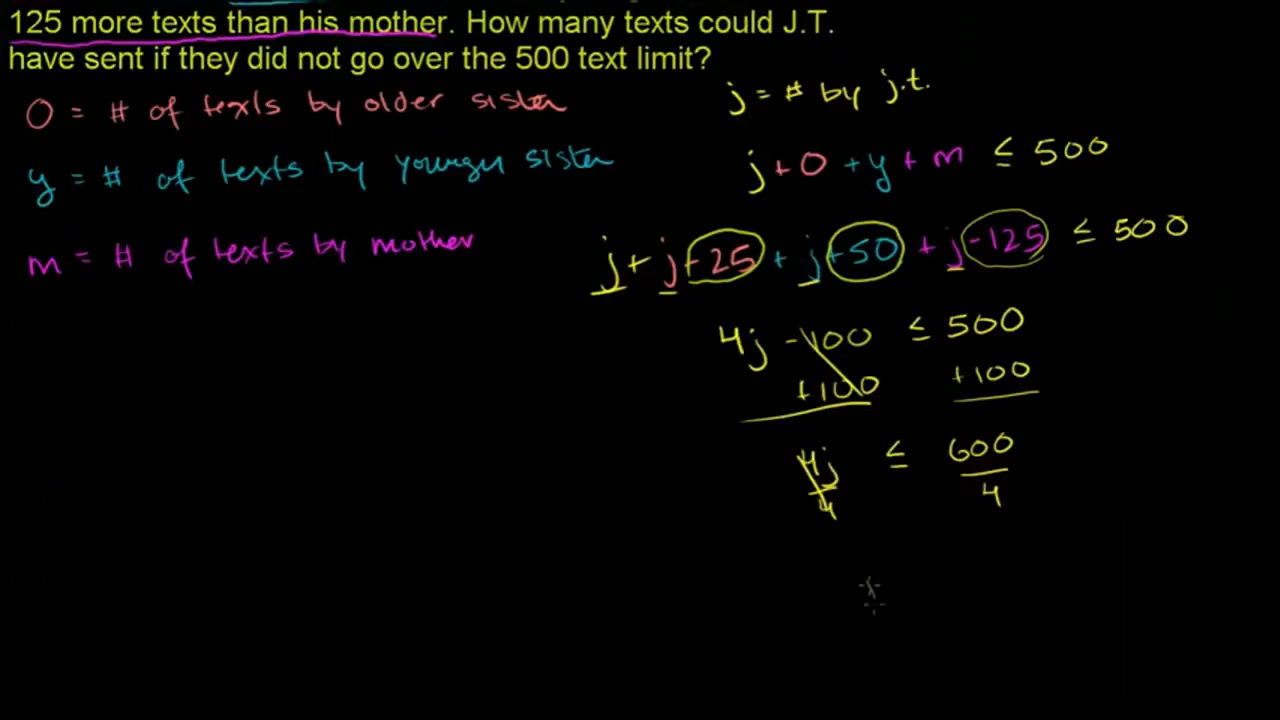 125 more texts than his mother. How many texts could J.T.
have sent if they did not go over the 500 text limit?
O = # of texts by older sister
j = # by j.t.
y = # of texts by younger sister
j + O + y + m ≤ 500
m = # of texts by mother
j + j + 25 + j + 50 + j - 125 ≤ 500
4j - 100 ≤ 500
+100 +100
4j ≤ 600
4 4